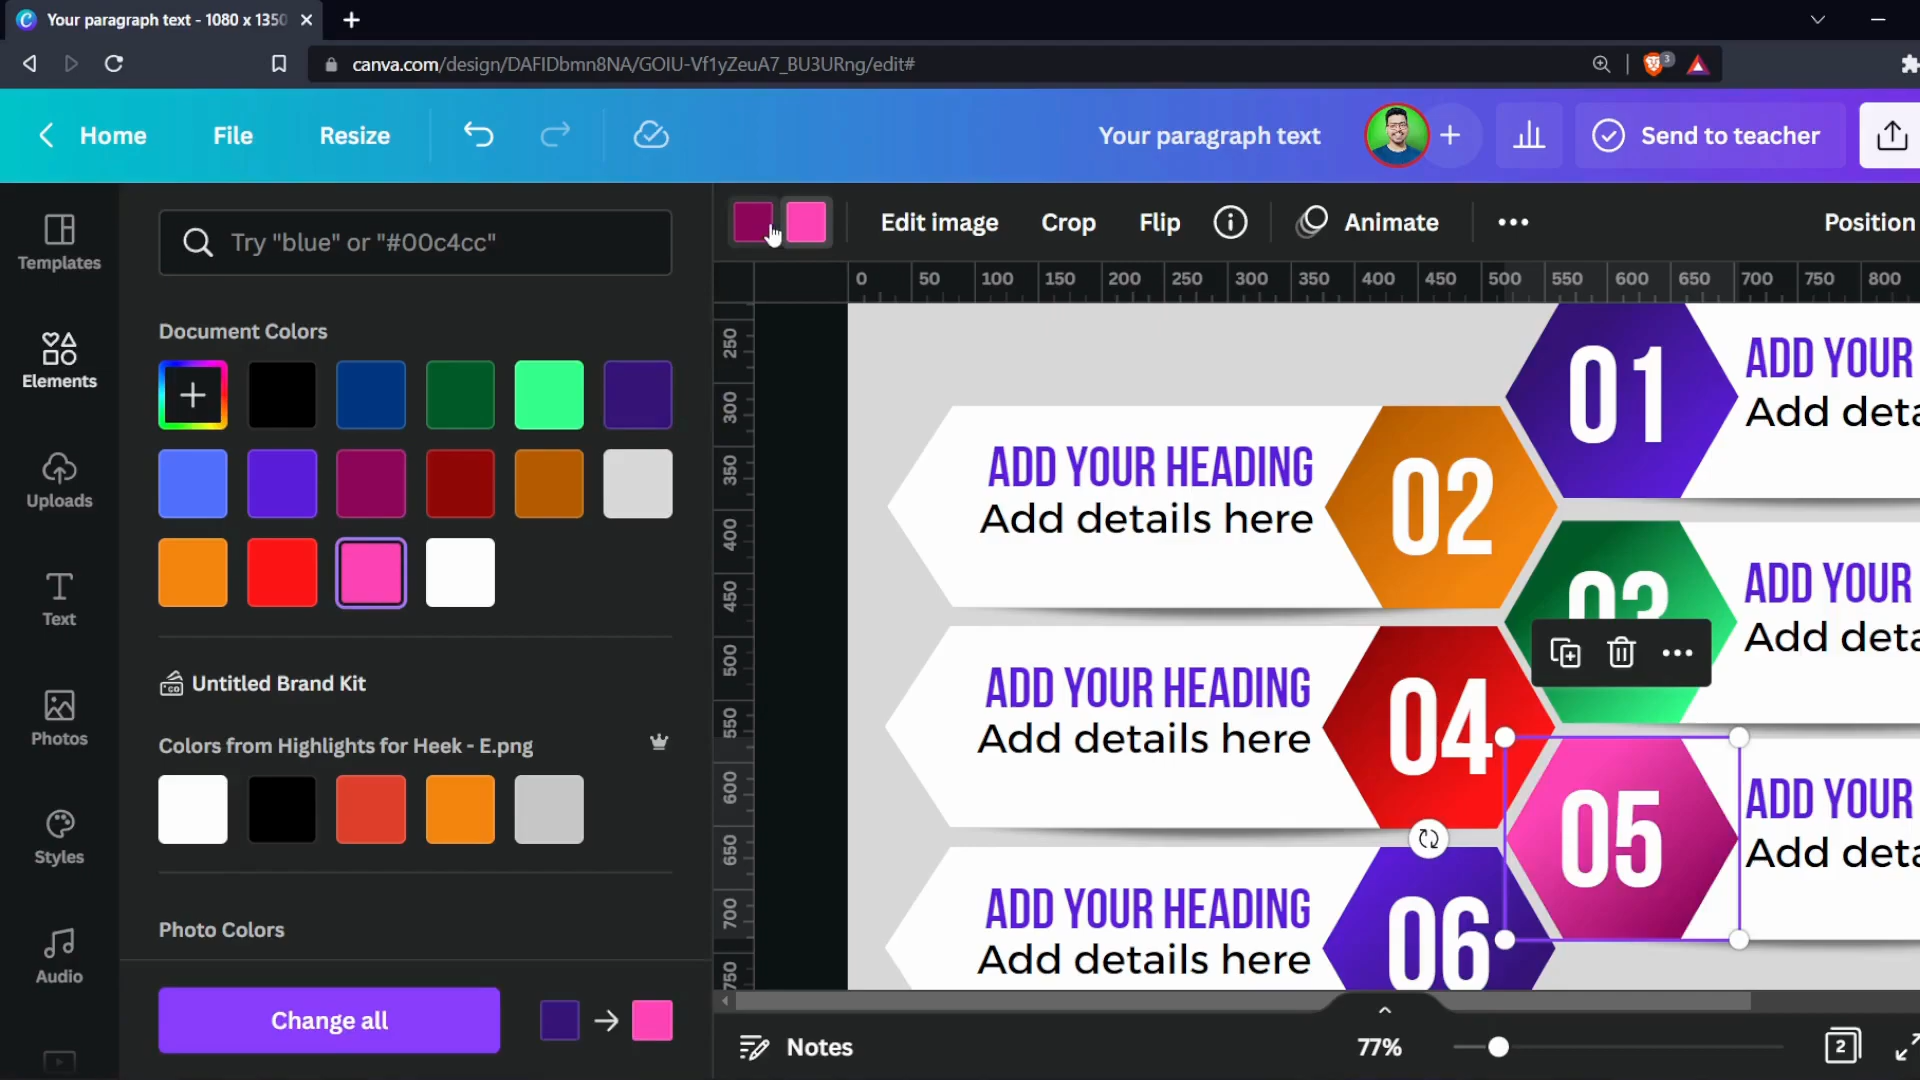 Your paragraph text - 1080 x 1350
canva.com/design/DAFIDbmn8NA/GOIU-Vf1yZeuA7_BU3URng/edit#
3
Home
File
Resize
Your paragraph text
Send to teacher
Try "blue" or "#00c4cc"
Edit image
Crop
Flip
Animate
Position
Templates
Elements
Uploads
Text
Photos
Styles
Audio
Document Colors
Untitled Brand Kit
CO
Colors from Highlights for Heek - E.png
Photo Colors
Change all
0 50 100 150 200 250 300 350 400 450 500 550 600 650 700 750 800
250
300
350
400
450
500
550
600
650
700
750
01
ADD YOUR
Add deta
ADD YOUR HEADING
Add details here
02
03
ADD YOUR
Add deta
ADD YOUR HEADING
Add details here
04
05
ADD YOUR
Add deta
ADD YOUR HEADING
Add details here
06
Notes
77%
2